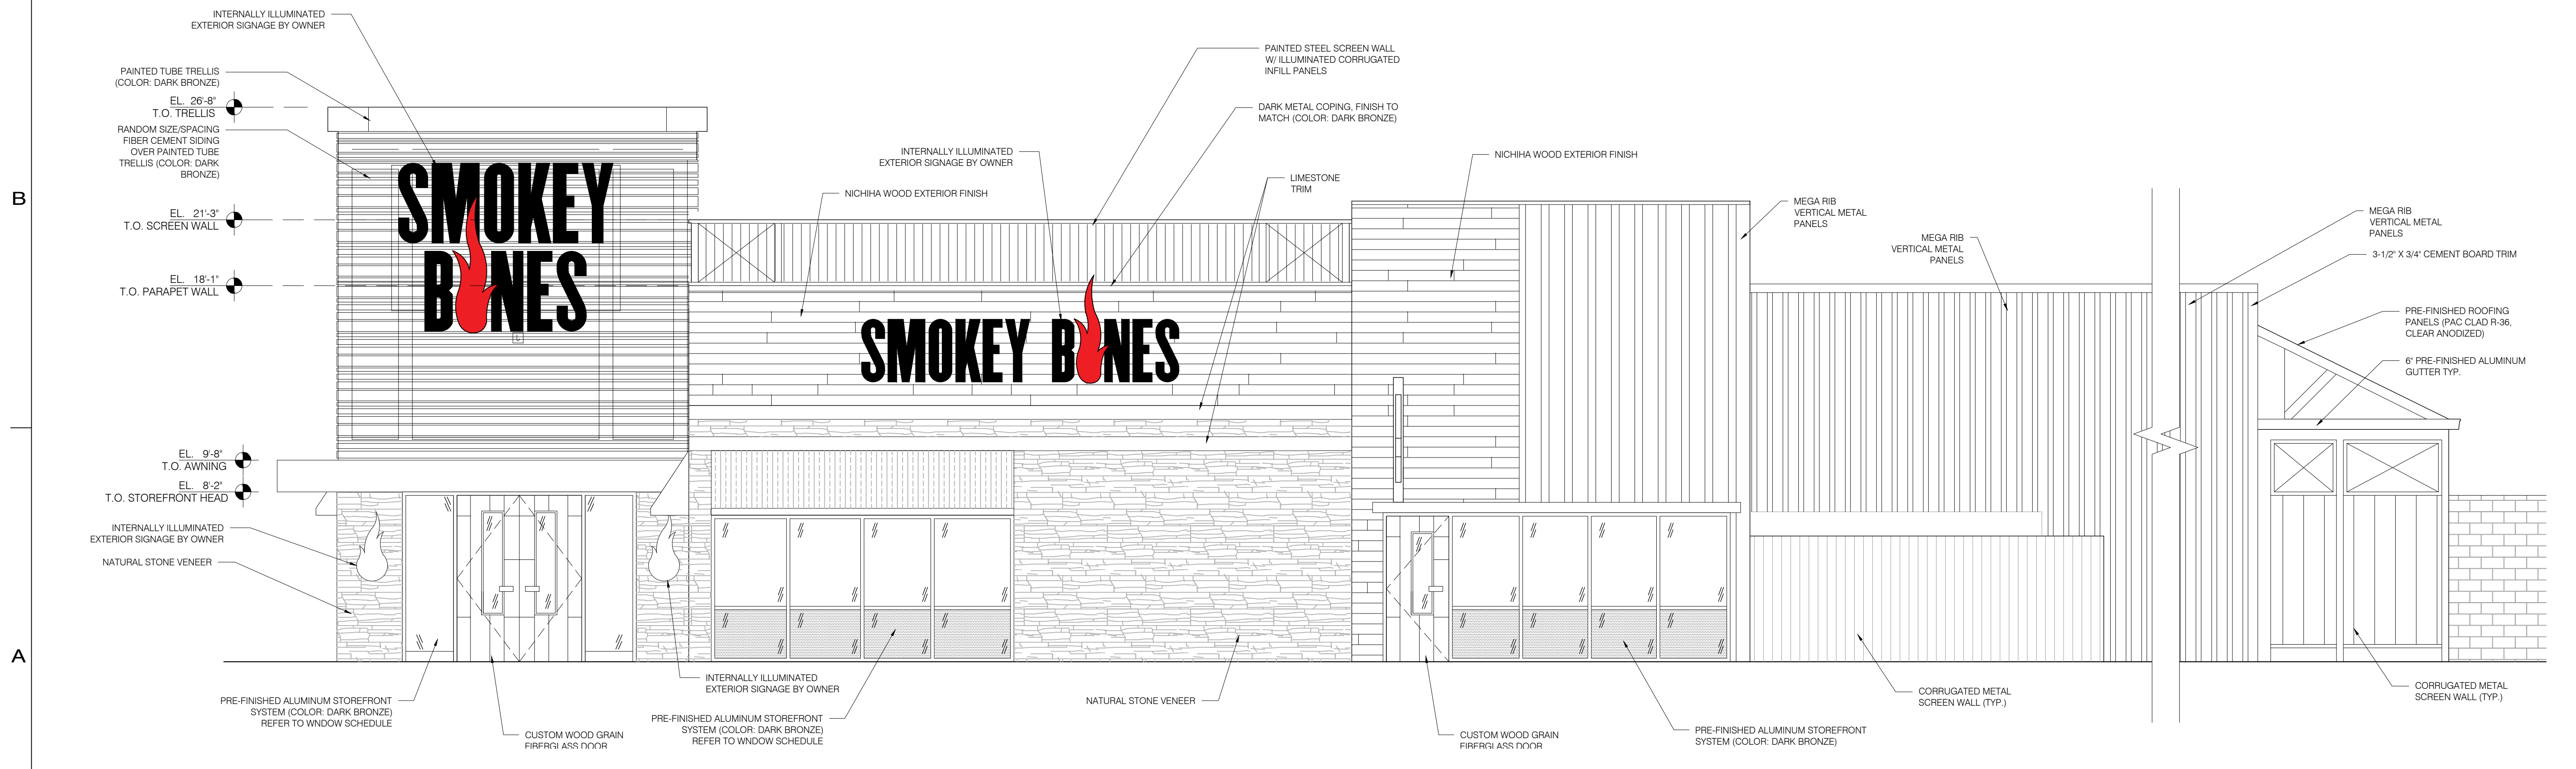 INTERNALLY ILLUMINATED
EXTERIOR SIGNAGE BY OWNER
PAINTED TUBE TRELLIS
(COLOR: DARK BRONZE)
EL.  26'-8"
T.O. TRELLIS
RANDOM SIZE/SPACING
FIBER CEMENT SIDING
OVER PAINTED TUBE
TRELLIS (COLOR: DARK
BRONZE)
B
EL.  21'-3"
T.O. SCREEN WALL
EL.  18'-1"
T.O. PARAPET WALL
EL.  9'-8"
T.O. AWNING
EL.  8'-2"
T.O. STOREFRONT HEAD
INTERNALLY ILLUMINATED
EXTERIOR SIGNAGE BY OWNER
NATURAL STONE VENEER
A
SMOKEY
BONES
PAINTED STEEL SCREEN WALL
W/ ILLUMINATED CORRUGATED
INFILL PANELS
DARK METAL COPING, FINISH TO
MATCH (COLOR: DARK BRONZE)
INTERNALLY ILLUMINATED
EXTERIOR SIGNAGE BY OWNER
NICHIHA WOOD EXTERIOR FINISH
LIMESTONE
TRIM
SMOKEY BONES
NICHIHA WOOD EXTERIOR FINISH
MEGA RIB
VERTICAL METAL
PANELS
MEGA RIB
VERTICAL METAL
PANELS
MEGA RIB
VERTICAL METAL
PANELS
3-1/2" X 3/4" CEMENT BOARD TRIM
PRE-FINISHED ROOFING
PANELS (PAC CLAD R-36,
CLEAR ANODIZED)
6" PRE-FINISHED ALUMINUM
GUTTER TYP.
PRE-FINISHED ALUMINUM STOREFRONT
SYSTEM (COLOR: DARK BRONZE)
REFER TO WNDOW SCHEDULE
CUSTOM WOOD GRAIN
FIBERGLASS DOOR
INTERNALLY ILLUMINATED
EXTERIOR SIGNAGE BY OWNER
PRE-FINISHED ALUMINUM STOREFRONT
SYSTEM (COLOR: DARK BRONZE)
REFER TO WNDOW SCHEDULE
NATURAL STONE VENEER
CUSTOM WOOD GRAIN
FIBERGLASS DOOR
PRE-FINISHED ALUMINUM STOREFRONT
SYSTEM (COLOR: DARK BRONZE)
CORRUGATED METAL
SCREEN WALL (TYP.)
CORRUGATED METAL
SCREEN WALL (TYP.)